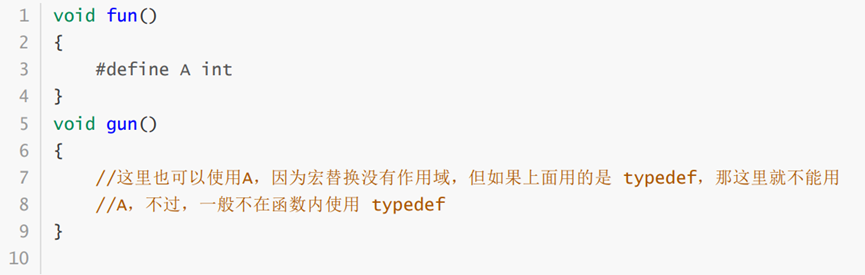 1 void fun()
2 {
3 #define A int
4 }
5 void gun()
6 {
7 //这里也可以使用A，因为宏替换没有作用域，但如果上面用的是 typedef，那这里就不能用
8 //A，不过，一般不在函数内使用 typedef
9 }
10